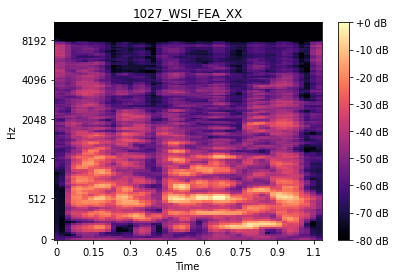 1027_WSI_FEA_XX
Hz
8192
4096
2048
1024
512
0
0 0.15 0.3 0.45 0.6 0.75 0.9 1.1
Time
+0 dB
-10 dB
-20 dB
-30 dB
-40 dB
-50 dB
-60 dB
-70 dB
-80 dB